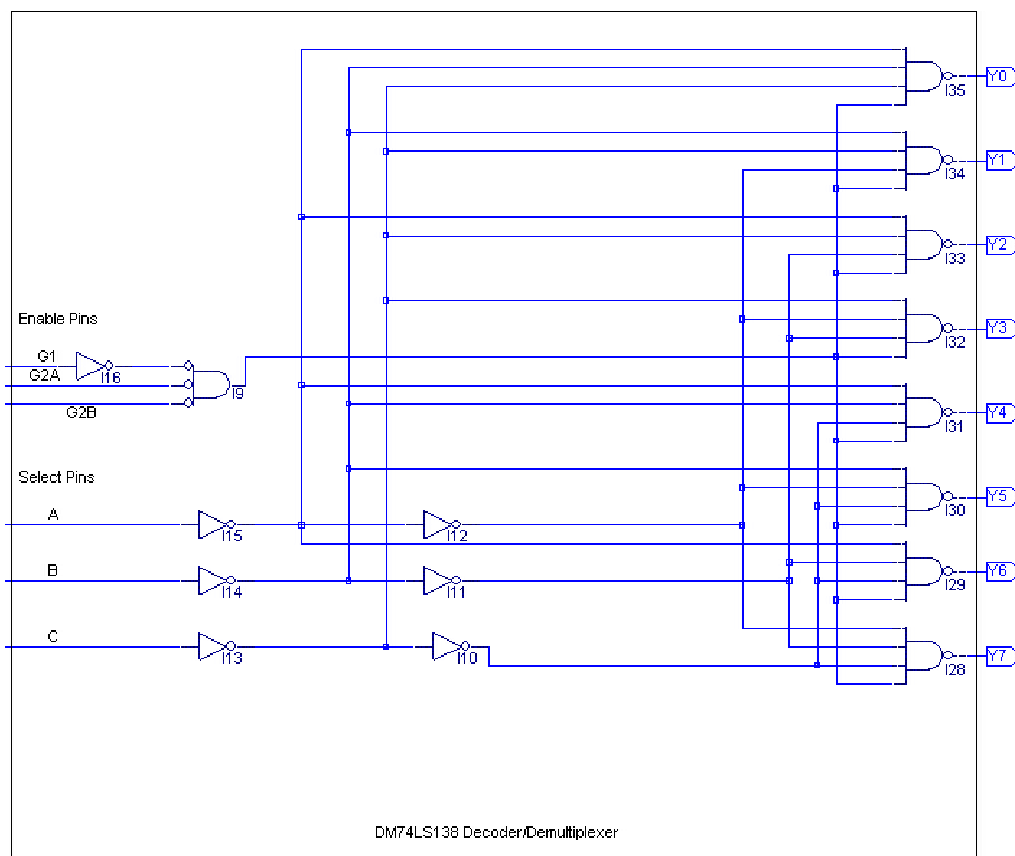 Y0
I35
Y1
I34
Y2
I33
Enable Pins
Y3
I32
G1
I16
G2A
I9
G2B
Y4
I31
Select Pins
Y5
I30
A
I15
I12
B
I14
I11
Y6
I29
C
I13
I10
Y7
I28
DM74LS138 Decoder/Demultiplexer